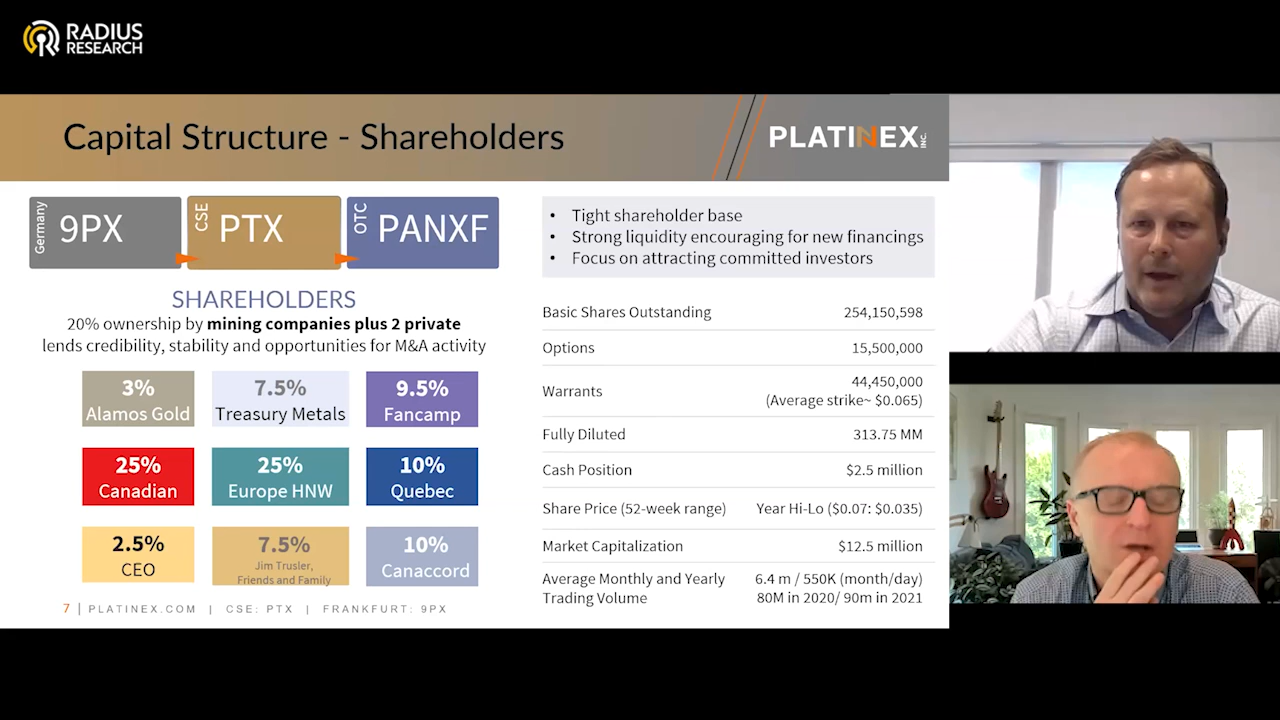 RADIUS
RESEARCH
Capital Structure - Shareholders
PLATINEX INC.
Germany 9PX
CSE PTX
OTC PANXF
SHAREHOLDERS
20% ownership by mining companies plus 2 private
lends credibility, stability and opportunities for M&A activity
3%
Alamos Gold
7.5%
Treasury Metals
9.5%
Fancamp
25%
Canadian
25%
Europe HNW
10%
Quebec
2.5%
CEO
7.5%
Jim Trusler,
Friends and Family
10%
Canaccord
7 | PLATINEX.COM | CSE: PTX | FRANKFURT: 9PX
• Tight shareholder base
• Strong liquidity encouraging for new financings
• Focus on attracting committed investors
Basic Shares Outstanding 254,150,598
Options 15,500,000
Warrants 44,450,000
(Average strike~ $0.065)
Fully Diluted 313.75 MM
Cash Position $2.5 million
Share Price (52-week range) Year Hi-Lo ($0.07: $0.035)
Market Capitalization $12.5 million
Average Monthly and Yearly 6.4 m / 550K (month/day)
Trading Volume 80M in 2020/ 90m in 2021